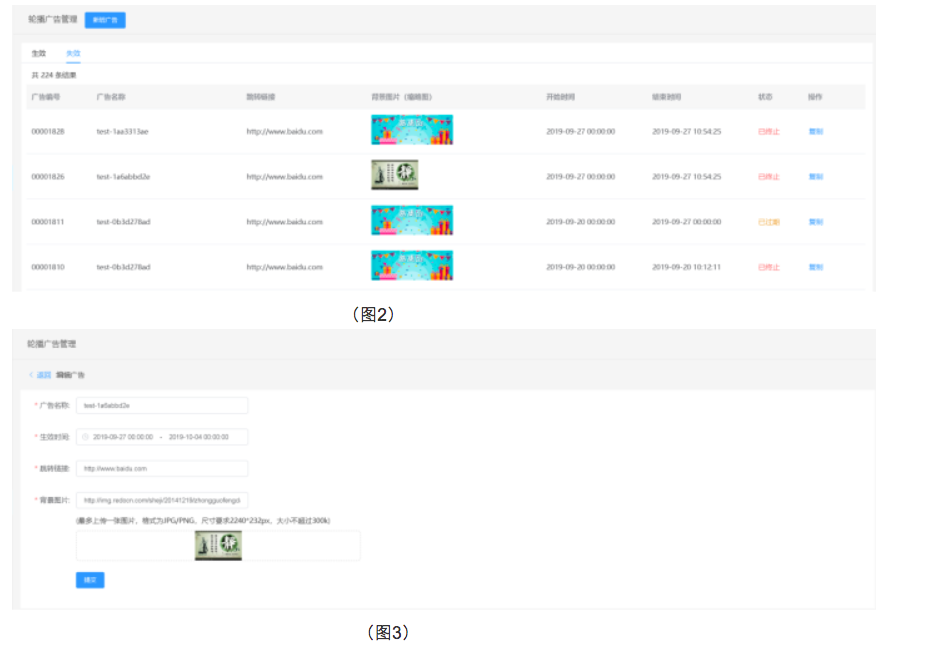 轮播广告管理 新增广告
生效 失效
共 224 条结果
广告编号 广告名称 跳转链接 背景图片（缩略图） 开始时间 结束时间 状态 操作
00001828 test-1aa3313ae http://www.baidu.com 2019-09-27 00:00:00 2019-09-27 10:54:25 已终止 复制
00001826 test-1a6abbd2e http://www.baidu.com 2019-09-27 00:00:00 2019-09-27 10:54:25 已终止 复制
00001811 test-0b3d278ad http://www.baidu.com 2019-09-20 00:00:00 2019-09-27 00:00:00 已过期 复制
00001810 test-0b3d278ad http://www.baidu.com 2019-09-20 00:00:00 2019-09-20 10:12:11 已终止 复制
（图2）
轮播广告管理
< 返回 编辑广告
* 广告名称: test-1a6abbd2e
* 生效时间: 2019-09-27 00:00:00 - 2019-10-04 00:00:00
* 跳转链接: http://www.baidu.com
* 背景图片: http://img.redocn.com/sheji/20141219/zhongguofengd
(最多上传一张图片，格式为JPG/PNG，尺寸要求2240*232px，大小不超过300k)
提交
（图3）